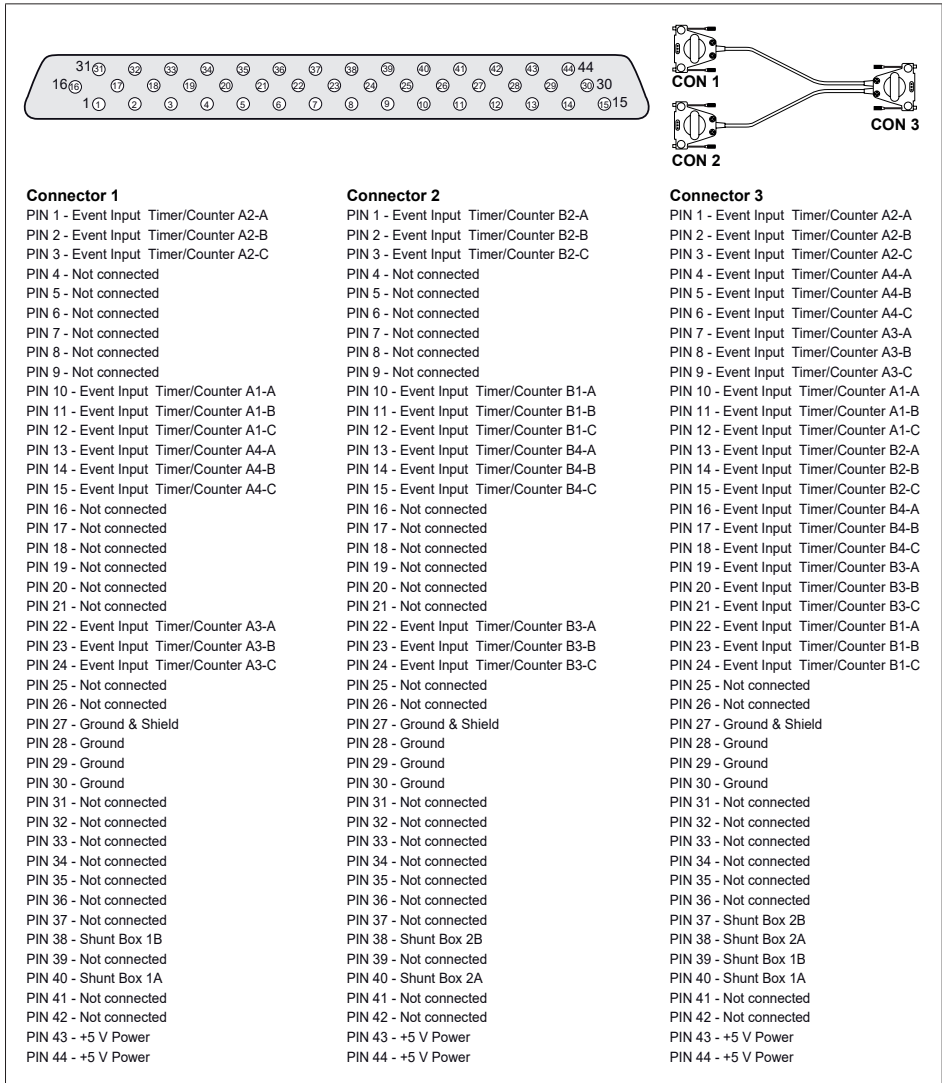 31 31 32 33 34 35 36 37 38 39 40 41 42 43 44 44
16 16 17 18 19 20 21 22 23 24 25 26 27 28 29 30 30
1 1 2 3 4 5 6 7 8 9 10 11 12 13 14 15 15
CON 1
CON 3
CON 2
Connector 1
PIN 1 - Event Input Timer/Counter A2-A
PIN 2 - Event Input Timer/Counter A2-B
PIN 3 - Event Input Timer/Counter A2-C
PIN 4 - Not connected
PIN 5 - Not connected
PIN 6 - Not connected
PIN 7 - Not connected
PIN 8 - Not connected
PIN 9 - Not connected
PIN 10 - Event Input Timer/Counter A1-A
PIN 11 - Event Input Timer/Counter A1-B
PIN 12 - Event Input Timer/Counter A1-C
PIN 13 - Event Input Timer/Counter A4-A
PIN 14 - Event Input Timer/Counter A4-B
PIN 15 - Event Input Timer/Counter A4-C
PIN 16 - Not connected
PIN 17 - Not connected
PIN 18 - Not connected
PIN 19 - Not connected
PIN 20 - Not connected
PIN 21 - Not connected
PIN 22 - Event Input Timer/Counter A3-A
PIN 23 - Event Input Timer/Counter A3-B
PIN 24 - Event Input Timer/Counter A3-C
PIN 25 - Not connected
PIN 26 - Not connected
PIN 27 - Ground & Shield
PIN 28 - Ground
PIN 29 - Ground
PIN 30 - Ground
PIN 31 - Not connected
PIN 32 - Not connected
PIN 33 - Not connected
PIN 34 - Not connected
PIN 35 - Not connected
PIN 36 - Not connected
PIN 37 - Not connected
PIN 38 - Shunt Box 1B
PIN 39 - Not connected
PIN 40 - Shunt Box 1A
PIN 41 - Not connected
PIN 42 - Not connected
PIN 43 - +5 V Power
PIN 44 - +5 V Power
Connector 2
PIN 1 - Event Input Timer/Counter B2-A
PIN 2 - Event Input Timer/Counter B2-B
PIN 3 - Event Input Timer/Counter B2-C
PIN 4 - Not connected
PIN 5 - Not connected
PIN 6 - Not connected
PIN 7 - Not connected
PIN 8 - Not connected
PIN 9 - Not connected
PIN 10 - Event Input Timer/Counter B1-A
PIN 11 - Event Input Timer/Counter B1-B
PIN 12 - Event Input Timer/Counter B1-C
PIN 13 - Event Input Timer/Counter B4-A
PIN 14 - Event Input Timer/Counter B4-B
PIN 15 - Event Input Timer/Counter B4-C
PIN 16 - Not connected
PIN 17 - Not connected
PIN 18 - Not connected
PIN 19 - Not connected
PIN 20 - Not connected
PIN 21 - Not connected
PIN 22 - Event Input Timer/Counter B3-A
PIN 23 - Event Input Timer/Counter B3-B
PIN 24 - Event Input Timer/Counter B3-C
PIN 25 - Not connected
PIN 26 - Not connected
PIN 27 - Ground & Shield
PIN 28 - Ground
PIN 29 - Ground
PIN 30 - Ground
PIN 31 - Not connected
PIN 32 - Not connected
PIN 33 - Not connected
PIN 34 - Not connected
PIN 35 - Not connected
PIN 36 - Not connected
PIN 37 - Not connected
PIN 38 - Shunt Box 2B
PIN 39 - Not connected
PIN 40 - Shunt Box 2A
PIN 41 - Not connected
PIN 42 - Not connected
PIN 43 - +5 V Power
PIN 44 - +5 V Power
Connector 3
PIN 1 - Event Input Timer/Counter A2-A
PIN 2 - Event Input Timer/Counter A2-B
PIN 3 - Event Input Timer/Counter A2-C
PIN 4 - Event Input Timer/Counter A4-A
PIN 5 - Event Input Timer/Counter A4-B
PIN 6 - Event Input Timer/Counter A4-C
PIN 7 - Event Input Timer/Counter A3-A
PIN 8 - Event Input Timer/Counter A3-B
PIN 9 - Event Input Timer/Counter A3-C
PIN 10 - Event Input Timer/Counter A1-A
PIN 11 - Event Input Timer/Counter A1-B
PIN 12 - Event Input Timer/Counter A1-C
PIN 13 - Event Input Timer/Counter B2-A
PIN 14 - Event Input Timer/Counter B2-B
PIN 15 - Event Input Timer/Counter B2-C
PIN 16 - Event Input Timer/Counter B4-A
PIN 17 - Event Input Timer/Counter B4-B
PIN 18 - Event Input Timer/Counter B4-C
PIN 19 - Event Input Timer/Counter B3-A
PIN 20 - Event Input Timer/Counter B3-B
PIN 21 - Event Input Timer/Counter B3-C
PIN 22 - Event Input Timer/Counter B1-A
PIN 23 - Event Input Timer/Counter B1-B
PIN 24 - Event Input Timer/Counter B1-C
PIN 25 - Not connected
PIN 26 - Not connected
PIN 27 - Ground & Shield
PIN 28 - Ground
PIN 29 - Ground
PIN 30 - Ground
PIN 31 - Not connected
PIN 32 - Not connected
PIN 33 - Not connected
PIN 34 - Not connected
PIN 35 - Not connected
PIN 36 - Not connected
PIN 37 - Shunt Box 2B
PIN 38 - Shunt Box 2A
PIN 39 - Shunt Box 1B
PIN 40 - Shunt Box 1A
PIN 41 - Not connected
PIN 42 - Not connected
PIN 43 - +5 V Power
PIN 44 - +5 V Power